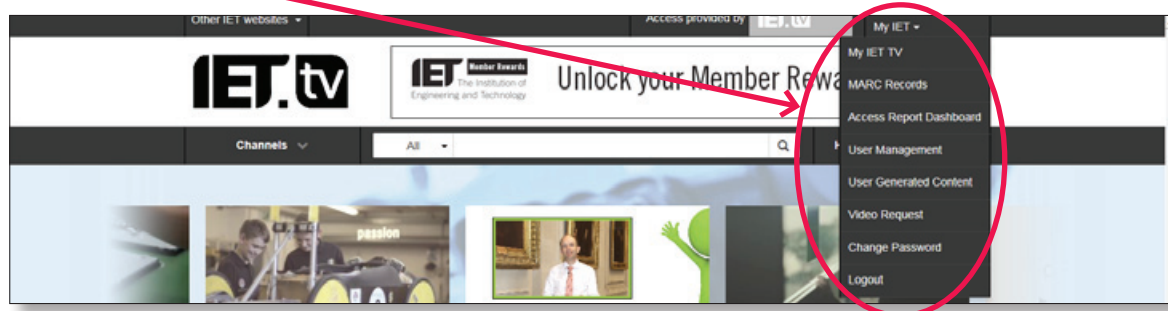 Other IET websites
Access provided by
IET.tv
My IET
IET.tv
IET
Member Rewards
The Institution of
Engineering and Technology
Unlock your Member Rewa
My IET TV
MARC Records
Access Report Dashboard
User Management
User Generated Content
Video Request
Change Password
Logout
Channels
All
H
passion